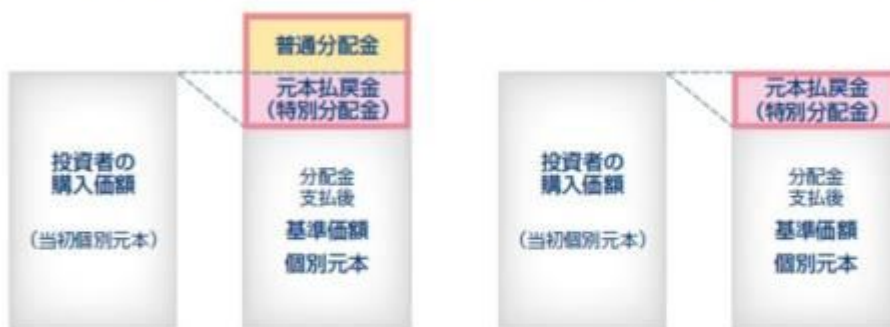 投資者の
購入価額
（当初個別元本）
普通分配金
元本払戻金
（特別分配金）
分配金
支払後
基準価額
個別元本
投資者の
購入価額
（当初個別元本）
元本払戻金
（特別分配金）
分配金
支払後
基準価額
個別元本